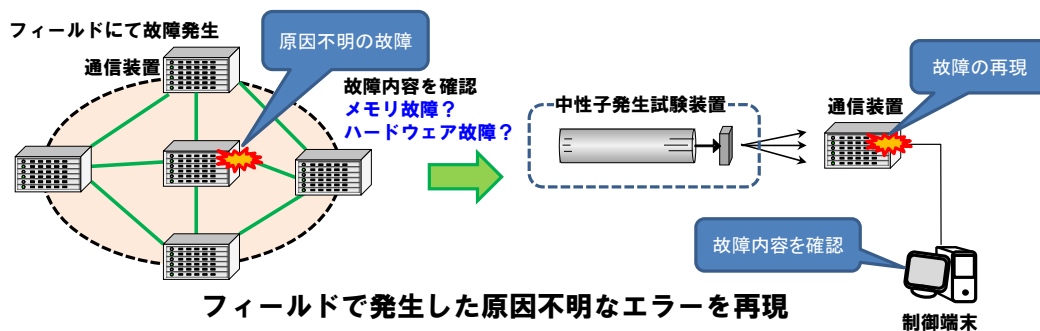 フィールドにて故障発生
通信装置
原因不明の故障
故障内容を確認
メモリ故障？
ハードウェア故障？
中性子発生試験装置
通信装置
故障の再現
故障内容を確認
制御端末
フィールドで発生した原因不明なエラーを再現